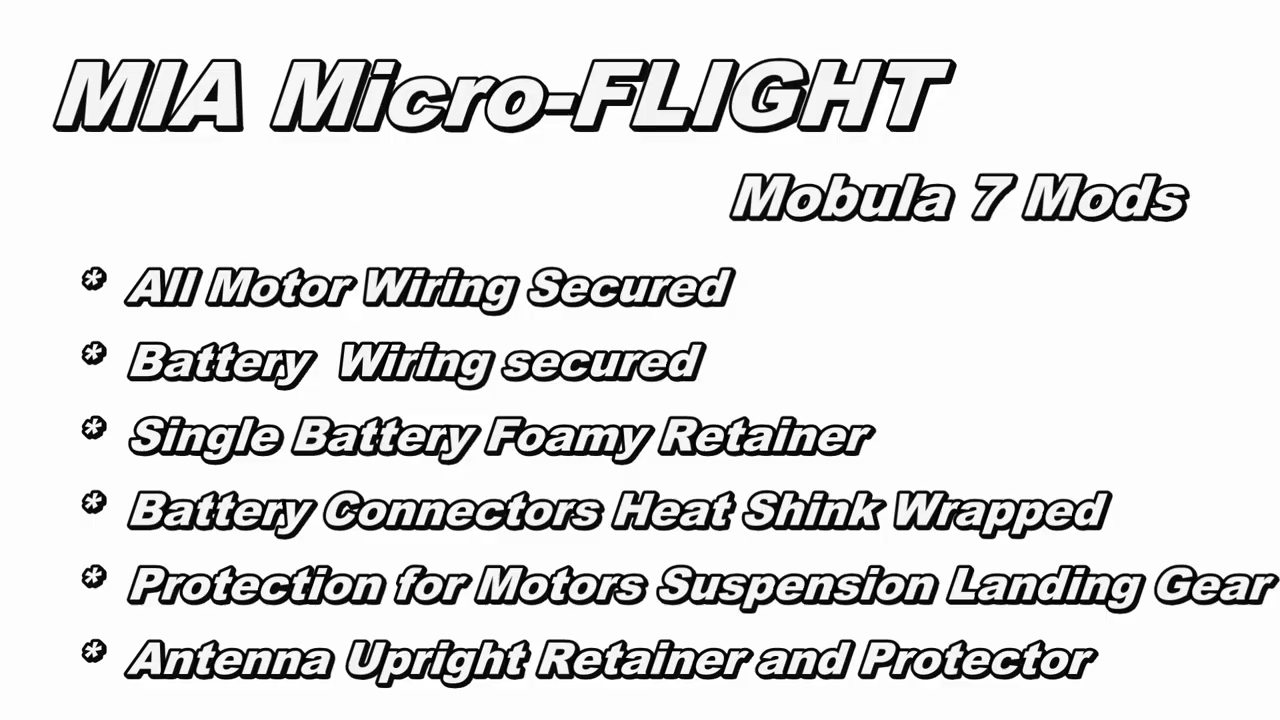 MIA Micro-FLIGHT
Mobula 7 Mods
* All Motor Wiring Secured
* Battery  Wiring secured
* Single Battery Foamy Retainer
* Battery Connectors Heat Shink Wrapped
* Protection for Motors Suspension Landing Gear
* Antenna Upright Retainer and Protector